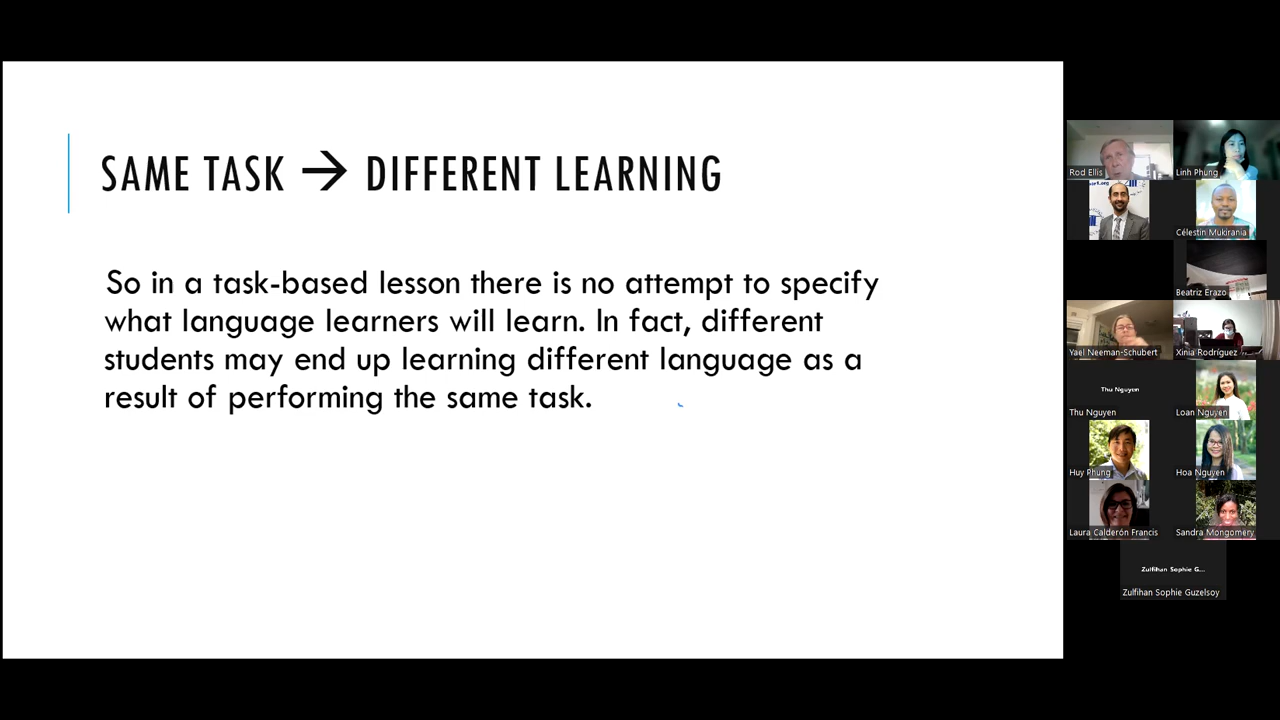 SAME TASK → DIFFERENT LEARNING
So in a task-based lesson there is no attempt to specify
what language learners will learn. In fact, different
students may end up learning different language as a
result of performing the same task.
Rod Ellis
Linh Phung
Célestin Mukirania
Beatriz Erazo
Yael Neeman-Schubert
Xinia Rodríguez
Thu Nguyen
Thu Nguyen
Loan Nguyen
Huy Phung
Hoa Nguyen
Laura Calderón Francis
Sandra Mongomery
Zulfihan Sophie G...
Zulfihan Sophie Guzelsoy